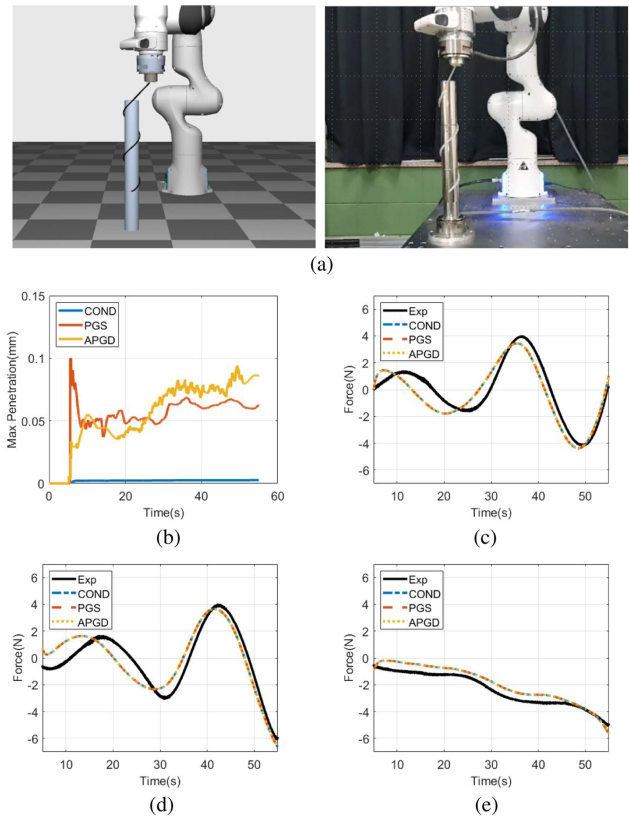 (a)
0.15
0.1
0.05
0
Max Penetration(mm)
COND
PGS
APGD
0 20 40 60
Time(s)
(b)
6
4
2
0
-2
-4
-6
Force(N)
Exp
COND
PGS
APGD
10 20 30 40 50
Time(s)
(c)
6
4
2
0
-2
-4
-6
Force(N)
Exp
COND
PGS
APGD
10 20 30 40 50
Time(s)
(d)
6
4
2
0
-2
-4
-6
Force(N)
Exp
COND
PGS
APGD
10 20 30 40 50
Time(s)
(e)